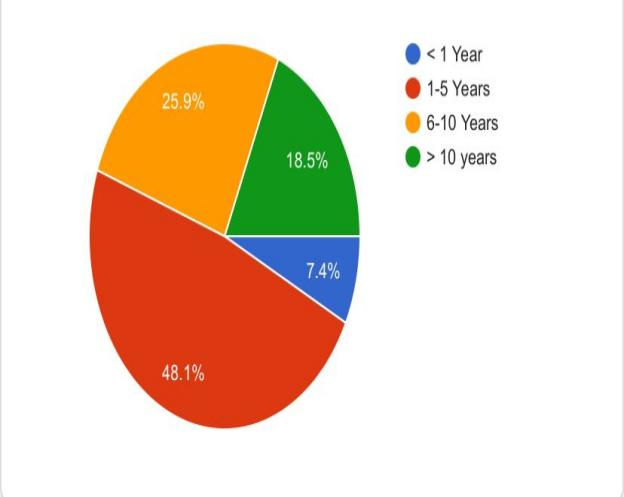 < 1 Year
1-5 Years
6-10 Years
> 10 years
25.9%
18.5%
7.4%
48.1%